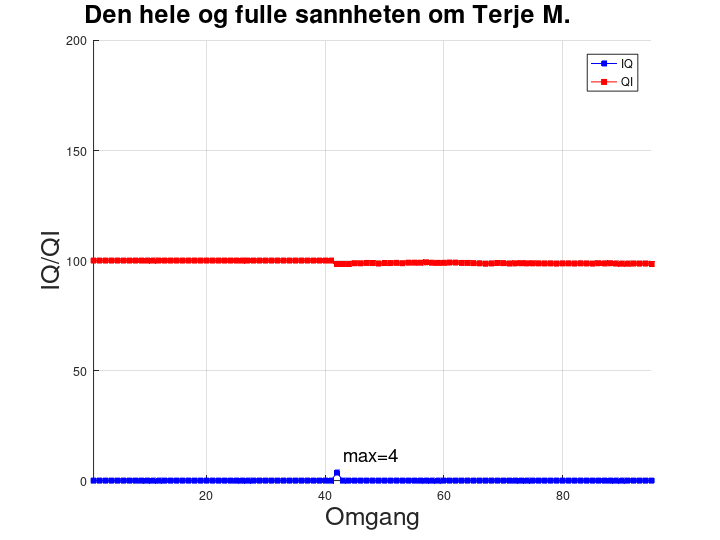 Den hele og fulle sannheten om Terje M.
200
IQ
QI
150
IQ/QI
100
50
max=4
0
20 40 60 80
Omgang